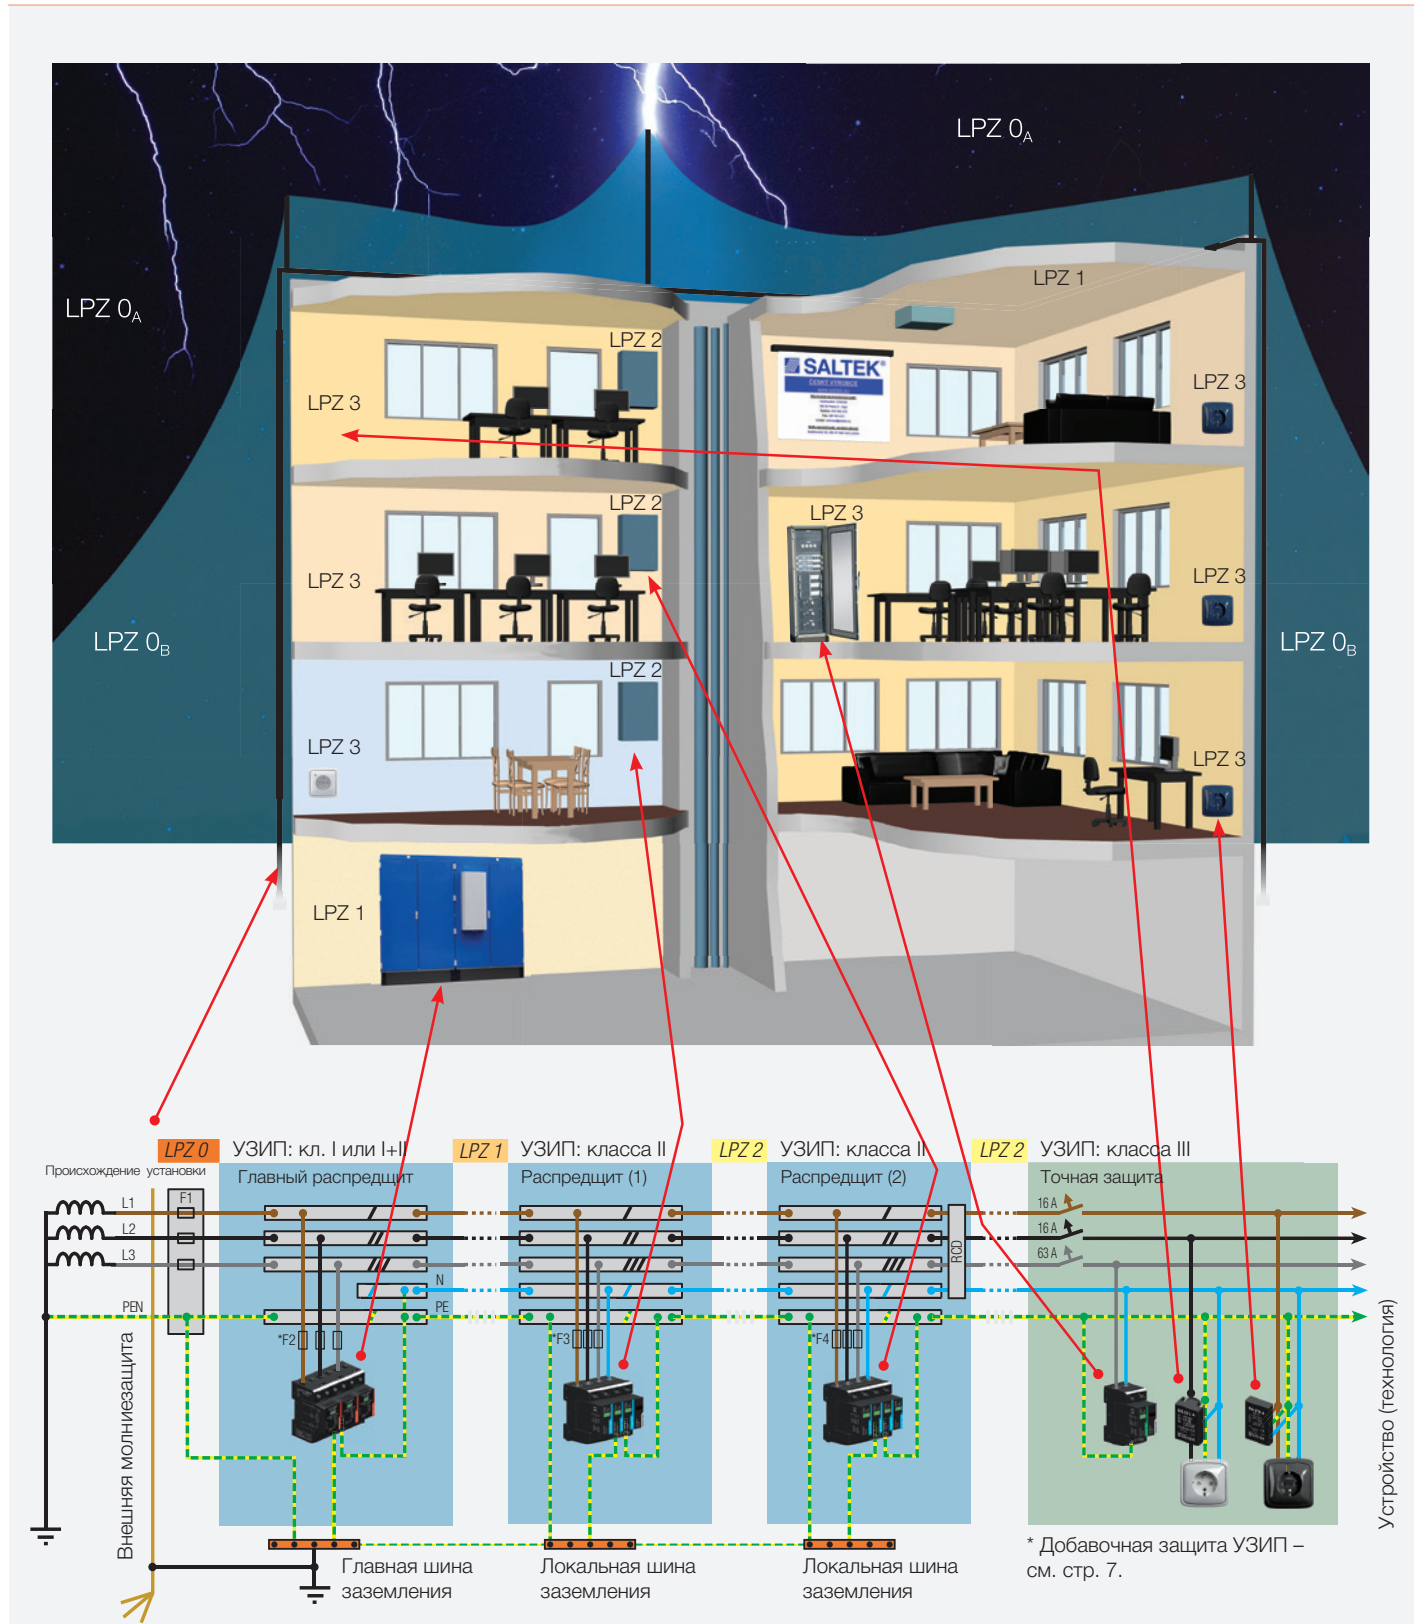 LPZ 0A
LPZ 1
LPZ 0A
LPZ 2
SALTEK®
ČESKÝ VÝROBCE
LPZ 3
LPZ 3
LPZ 2
LPZ 3
LPZ 3
LPZ 3
LPZ 0B
LPZ 0B
LPZ 2
LPZ 3
LPZ 3
LPZ 1
LPZ 0
УЗИП: кл. I или I+II
LPZ 1
УЗИП: класса II
LPZ 2
УЗИП: класса II
LPZ 2
УЗИП: класса III
Происхождение установки
Главный распредщит
Распредщит (1)
Распредщит (2)
Точная защита
L1
F1
16 A
L2
16 A
L3
63 A
RCD
N
PEN
PE
*F2
*F3
*F4
Внешняя молниезащита
Устройство (технология)
Главная шина
заземления
Локальная шина
заземления
Локальная шина
заземления
* Добавочная защита УЗИП –
см. стр. 7.